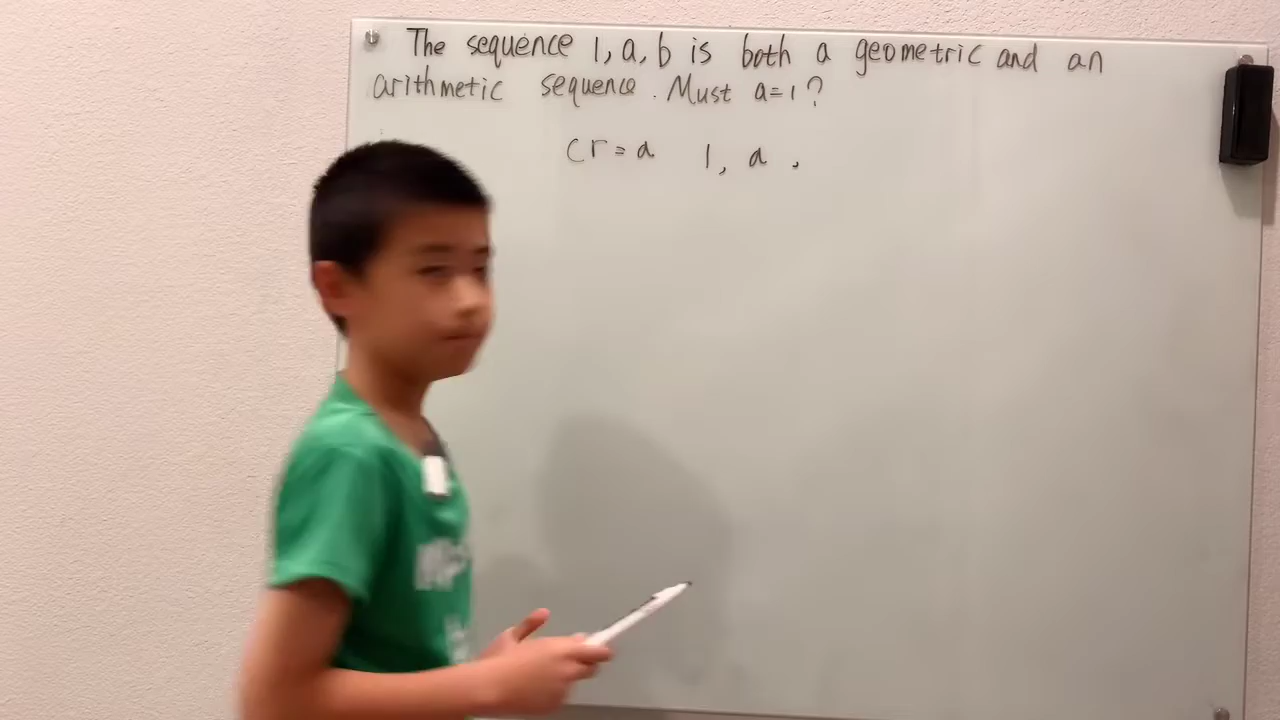 The sequence 1, a, b is both a geometric and an
arithmetic sequence. Must a=1?
cr=a 1, a ,